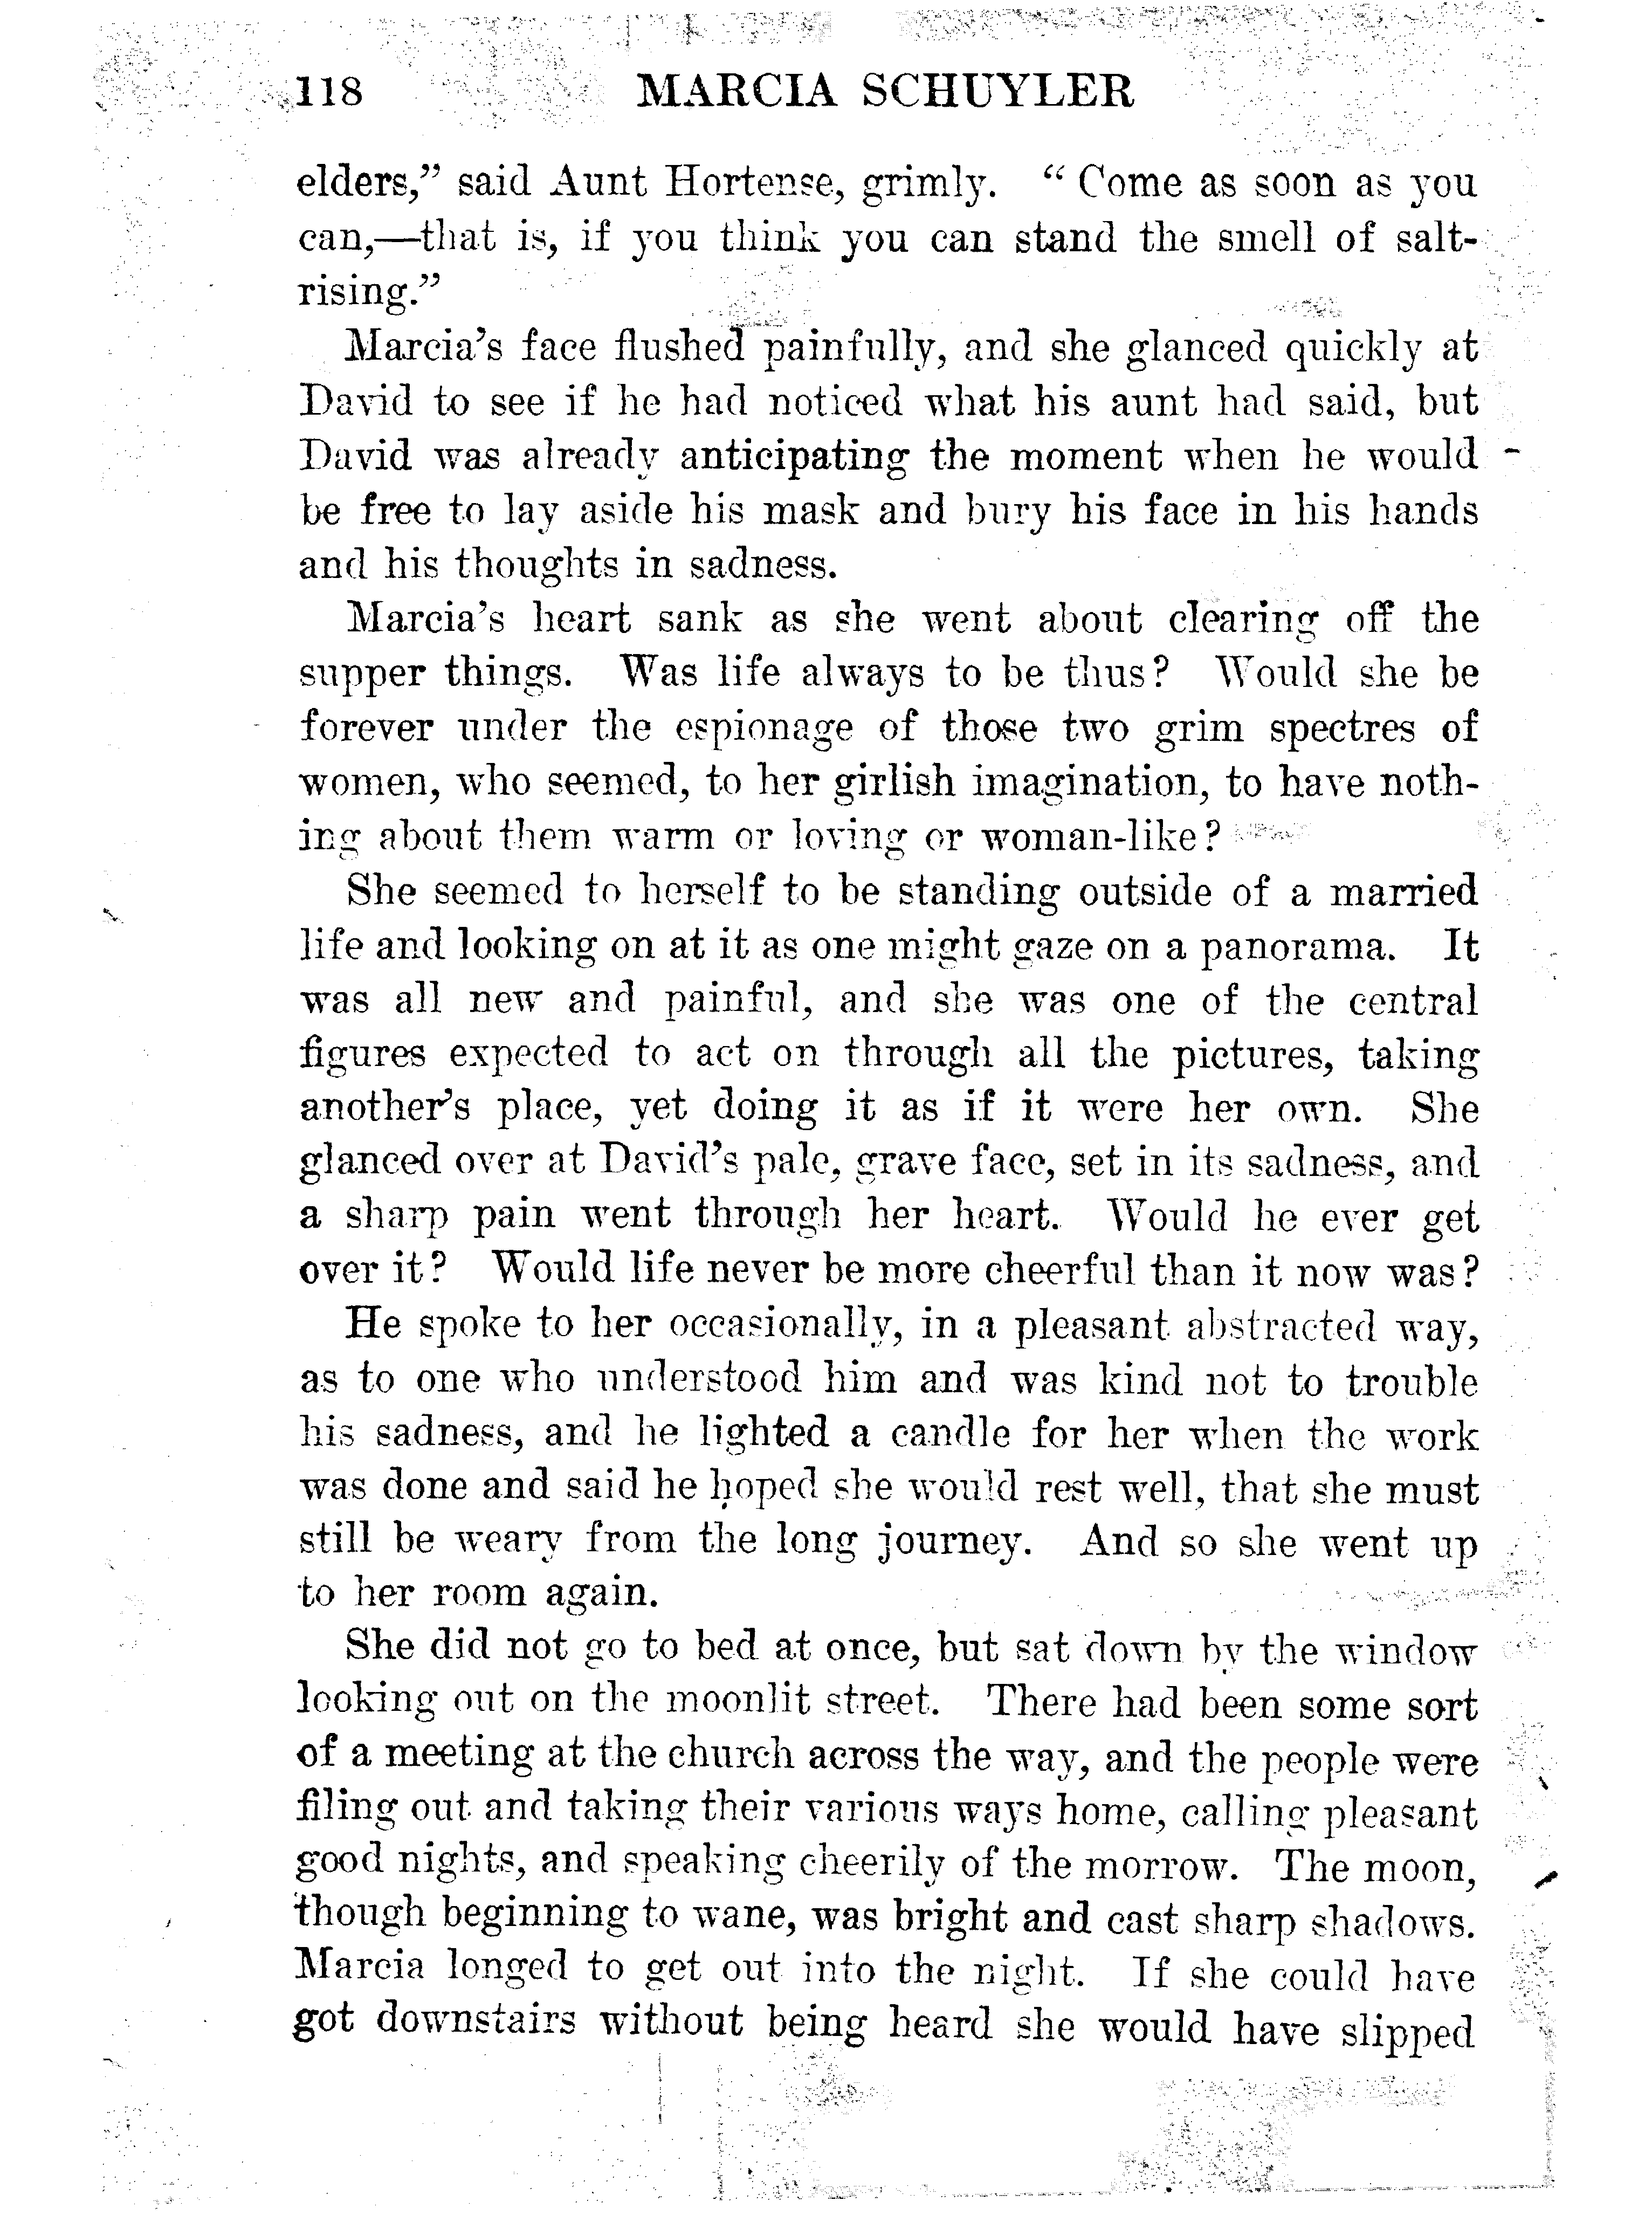 118 MARCIA SCHUYLER
elders,” said Aunt Hortense, grimly. “ Come as soon as you
can,—that is, if you think you can stand the smell of salt-
rising.”
Marcia’s face flushed painfully, and she glanced quickly at
David to see if he had noticed what his aunt had said, but
David was already anticipating the moment when he would
be free to lay aside his mask and bury his face in his hands
and his thoughts in sadness.
Marcia’s heart sank as she went about clearing off the
supper things. Was life always to be thus? Would she be
forever under the espionage of those two grim spectres of
women, who seemed, to her girlish imagination, to have noth-
ing about them warm or loving or woman-like?
She seemed to herself to be standing outside of a married
life and looking on at it as one might gaze on a panorama. It
was all new and painful, and she was one of the central
figures expected to act on through all the pictures, taking
another’s place, yet doing it as if it were her own. She
glanced over at David’s pale, grave face, set in its sadness, and
a sharp pain went through her heart. Would he ever get
over it? Would life never be more cheerful than it now was?
He spoke to her occasionally, in a pleasant abstracted way,
as to one who understood him and was kind not to trouble
his sadness, and he lighted a candle for her when the work
was done and said he hoped she would rest well, that she must
still be weary from the long journey. And so she went up
to her room again.
She did not go to bed at once, but sat down by the window
looking out on the moonlit street. There had been some sort
of a meeting at the church across the way, and the people were
filing out and taking their various ways home, calling pleasant
good nights, and speaking cheerily of the morrow. The moon,
though beginning to wane, was bright and cast sharp shadows.
Marcia longed to get out into the night. If she could have
got downstairs without being heard she would have slipped